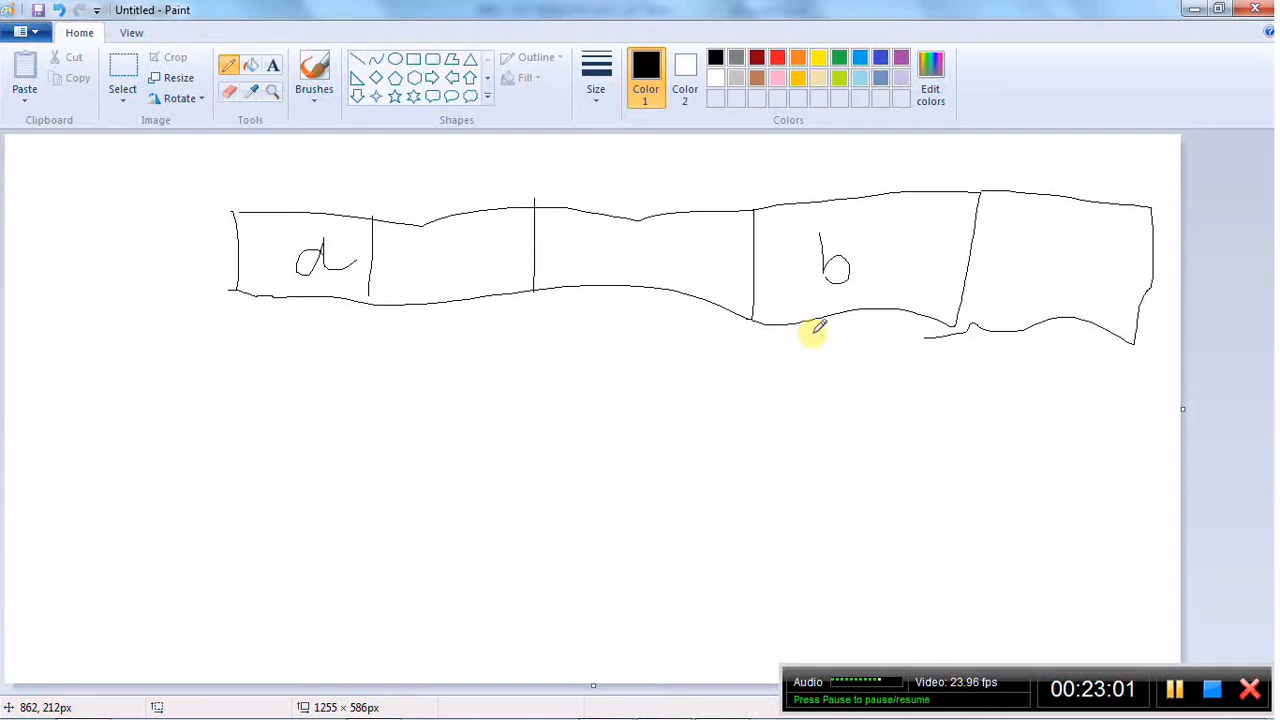 Untitled - Paint
Home
View
Paste
Cut
Copy
Clipboard
Select
Crop
Resize
Rotate
Image
A
Tools
Brushes
Outline
Fill
Shapes
Size
Color 1
Color 2
Edit colors
Colors
a
b
Audio
Video: 23.96 fps
Press Pause to pause/resume
00:23:01
862, 212px